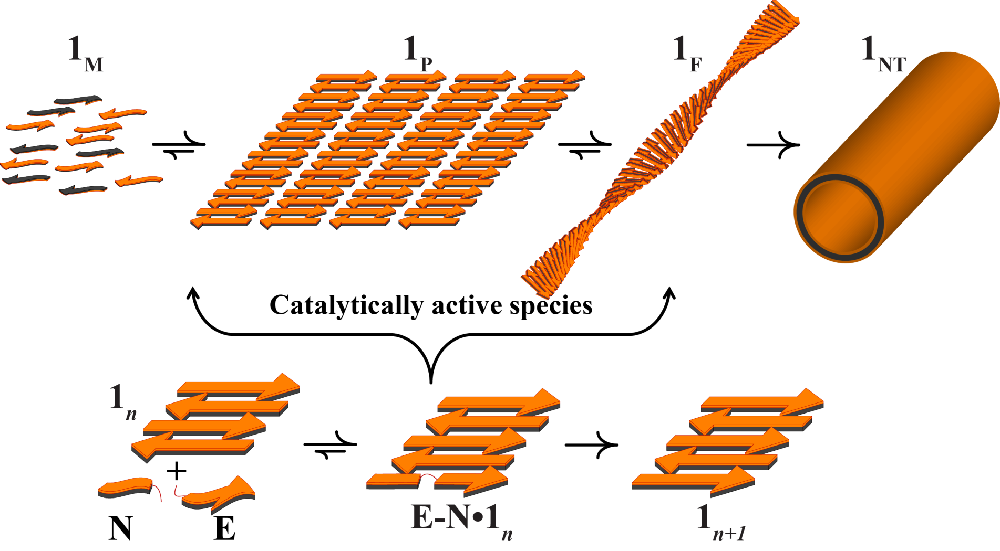 1M 1P 1F 1NT
Catalytically active species
1n
+
N E E-N•1n 1n+1